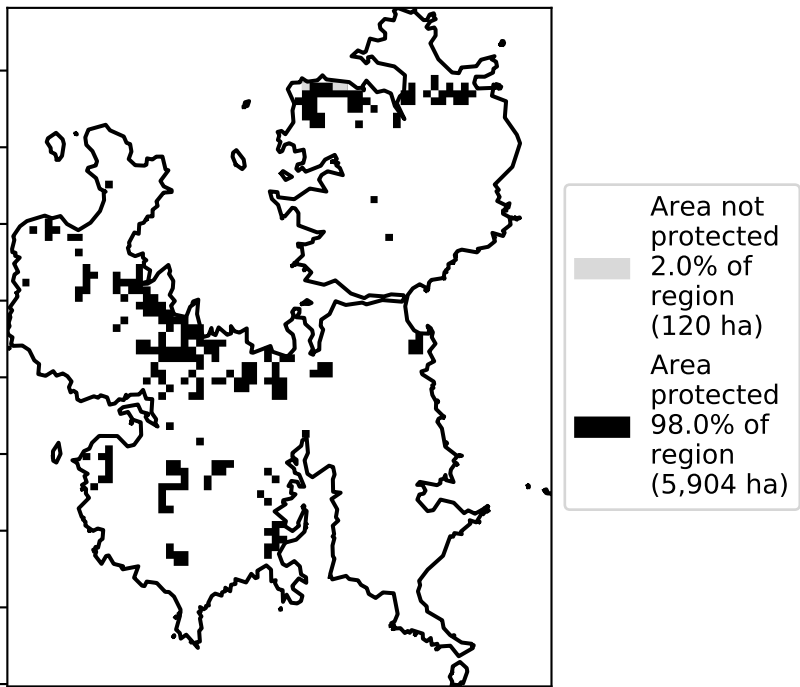 Area not
protected
2.0% of
region
(120 ha)
Area
protected
98.0% of
region
(5,904 ha)